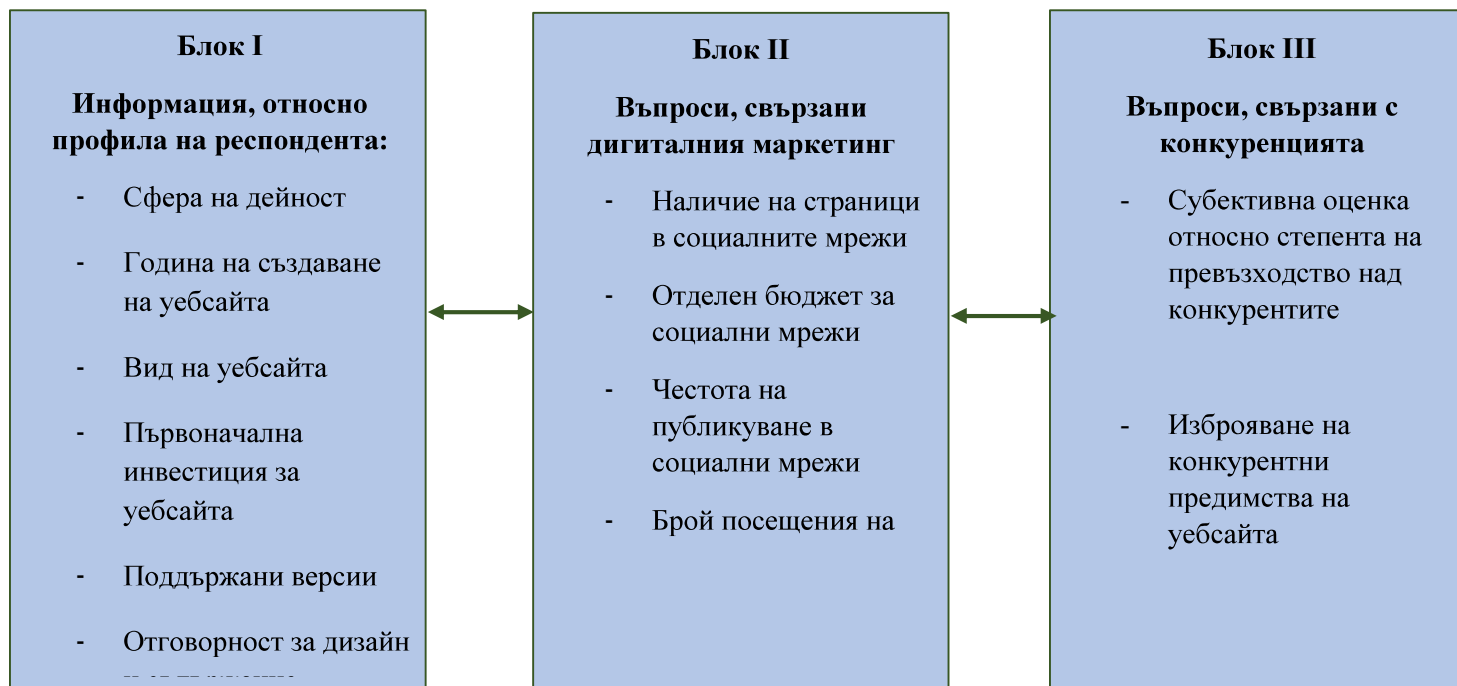 Блок I
Информация, относно
профила на респондента:
- Сфера на дейност
- Година на създаване
на уебсайта
- Вид на уебсайта
- Първоначална
инвестиция за
уебсайта
- Поддържани версии
- Отговорност за дизайн
Блок II
Въпроси, свързани
дигиталния маркетинг
- Наличие на страници
в социалните мрежи
- Отделен бюджет за
социални мрежи
- Честота на
публикуване в
социални мрежи
- Брой посещения на
Блок III
Въпроси, свързани с
конкуренцията
- Субективна оценка
относно степента на
превъзходство над
конкурентите
- Изброяване на
конкурентни
предимства на
уебсайта